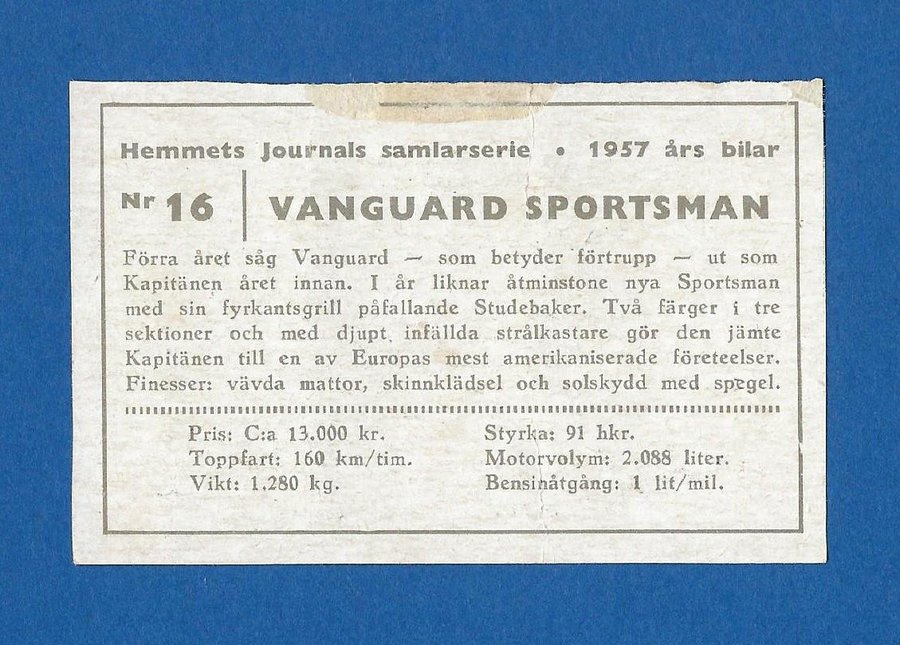 Hemmets Journals samlarserie • 1957 års bilar
Nr 16 VANGUARD SPORTSMAN
Förra året såg Vanguard — som betyder förtrupp — ut som
Kapitänen året innan. I år liknar åtminstone nya Sportsman
med sin fyrkantsgrill påfallande Studebaker. Två färger i tre
sektioner och med djupt infällda strålkastare gör den jämte
Kapitänen till en av Europas mest amerikaniserade företeelser.
Finesser: vävda mattor, skinnklädsel och solskydd med spegel.
Pris: C:a 13.000 kr.
Toppfart: 160 km/tim.
Vikt: 1.280 kg.
Styrka: 91 hkr.
Motorvolym: 2.088 liter.
Bensinåtgång: 1 lit/mil.